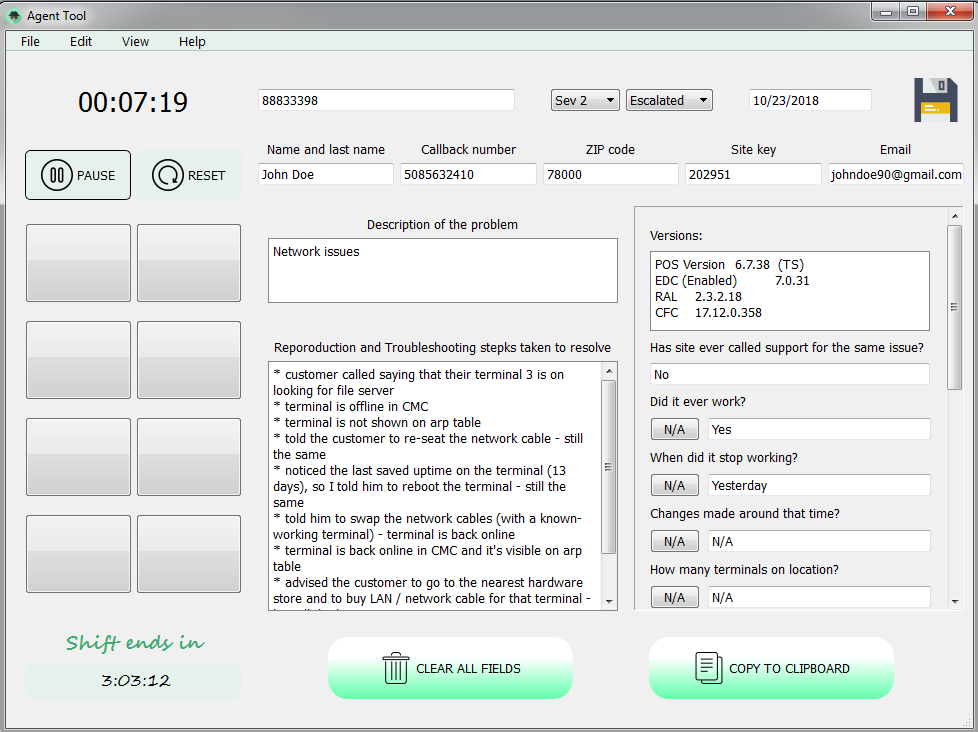 Agent Tool
File Edit View Help
00:07:19
88833398
Sev 2
Escalated
10/23/2018
PAUSE
RESET
Name and last name
Callback number
ZIP code
Site key
Email
John Doe
5085632410
78000
202951
johndoe90@gmail.com
Description of the problem
Network issues
Reporoduction and Troubleshooting stepks taken to resolve
* customer called saying that their terminal 3 is on
looking for file server
* terminal is offline in CMC
* terminal is not shown on arp table
* told the customer to re-seat the network cable - still
the same
* noticed the last saved uptime on the terminal (13
days), so I told him to reboot the terminal - still the
same
* told him to swap the network cables (with a known-
working terminal) - terminal is back online
* terminal is back online in CMC and it's visible on arp
table
* advised the customer to go to the nearest hardware
store and to buy LAN / network cable for that terminal -
Versions:
POS Version 6.7.38 (TS)
EDC (Enabled) 7.0.31
RAL 2.3.2.18
CFC 17.12.0.358
Has site ever called support for the same issue?
No
Did it ever work?
N/A Yes
When did it stop working?
N/A Yesterday
Changes made around that time?
N/A N/A
How many terminals on location?
N/A N/A
Shift ends in
3:03:12
CLEAR ALL FIELDS
COPY TO CLIPBOARD